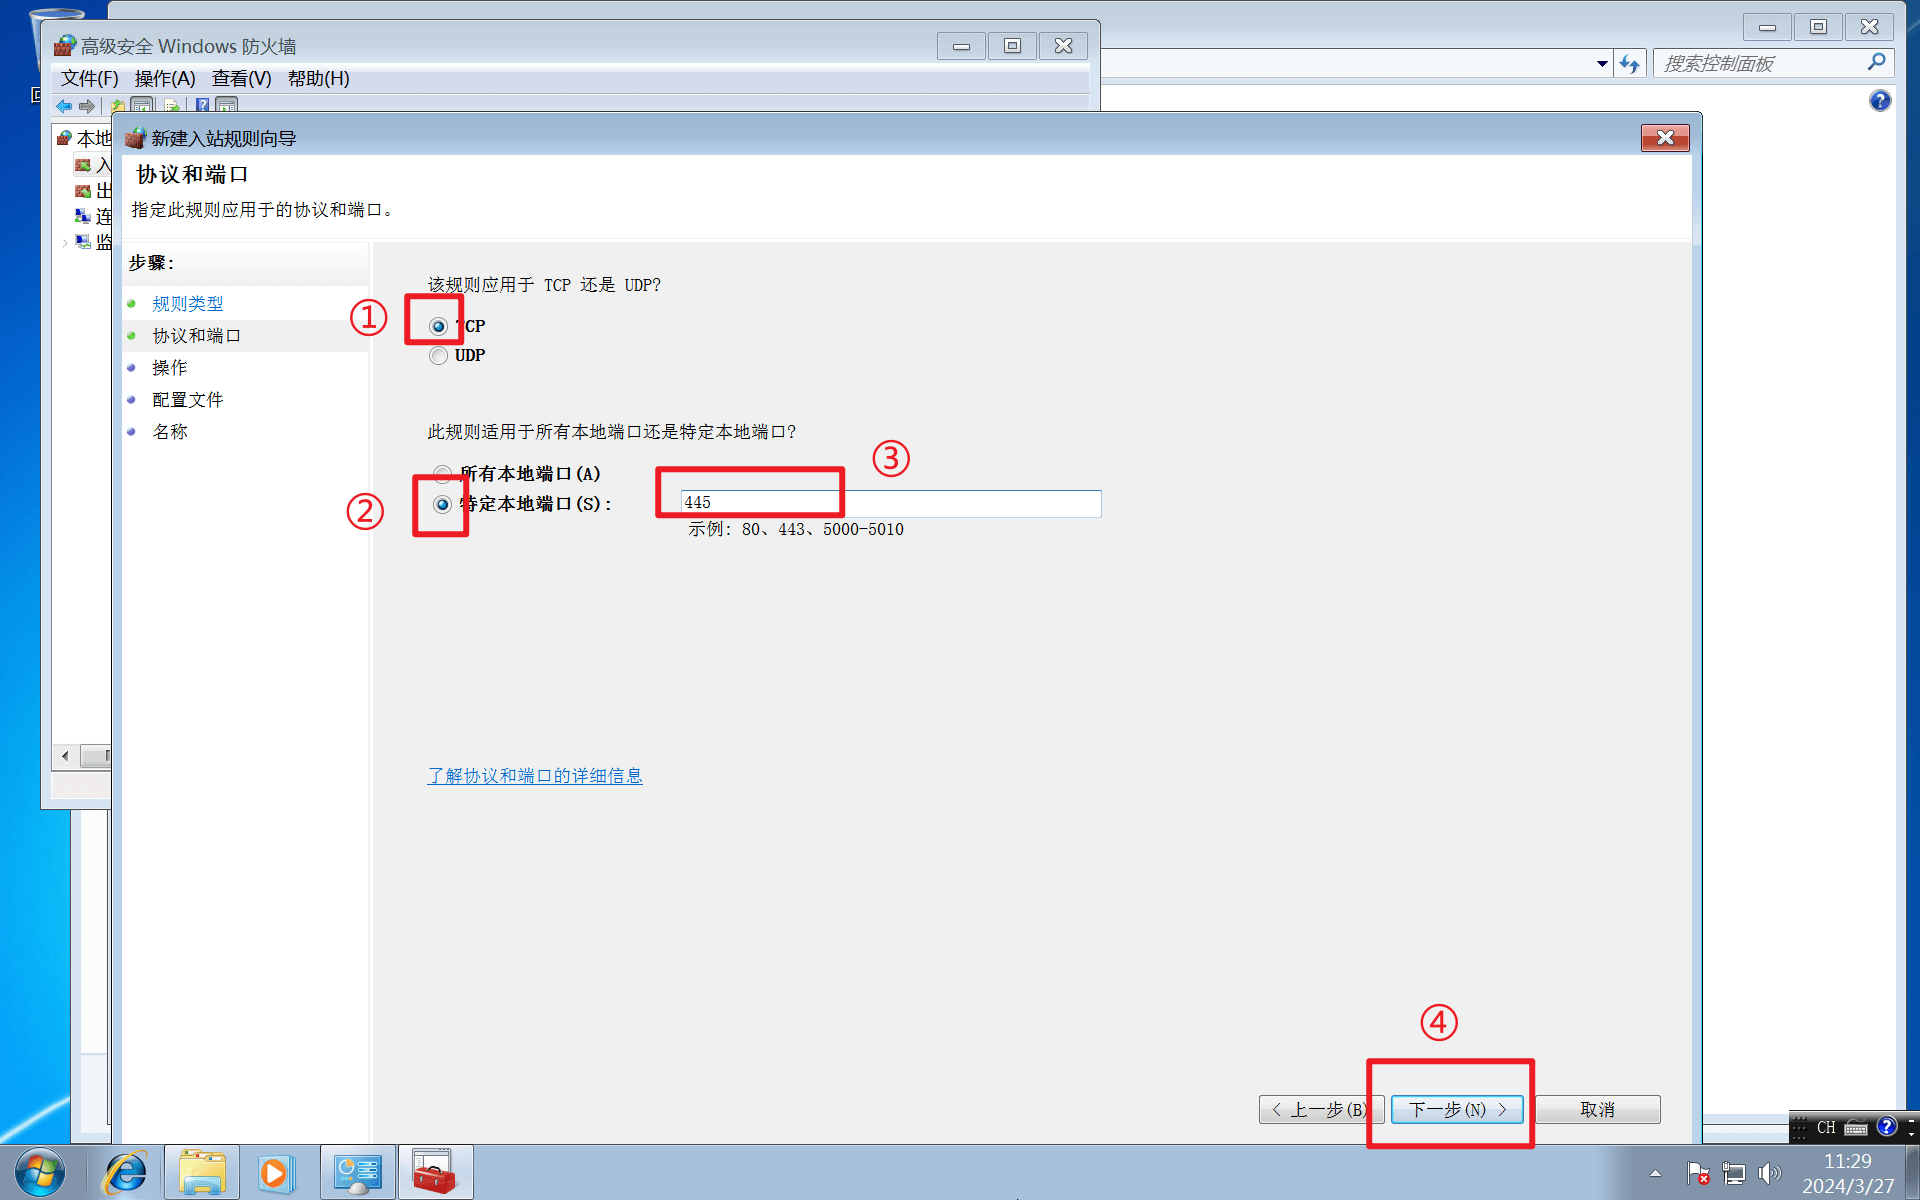 高级安全 Windows 防火墙
文件(F) 操作(A) 查看(V) 帮助(H)
搜索控制面板
本地
入
出
连
监
新建入站规则向导
协议和端口
指定此规则应用于的协议和端口。
步骤:
规则类型
协议和端口
操作
配置文件
名称
该规则应用于 TCP 还是 UDP?
① TCP
UDP
此规则适用于所有本地端口还是特定本地端口?
③
所有本地端口(A)
② 特定本地端口(S): 445
示例: 80、443、5000-5010
了解协议和端口的详细信息
④
< 上一步(B) 下一步(N) > 取消
CH
11:29
2024/3/27